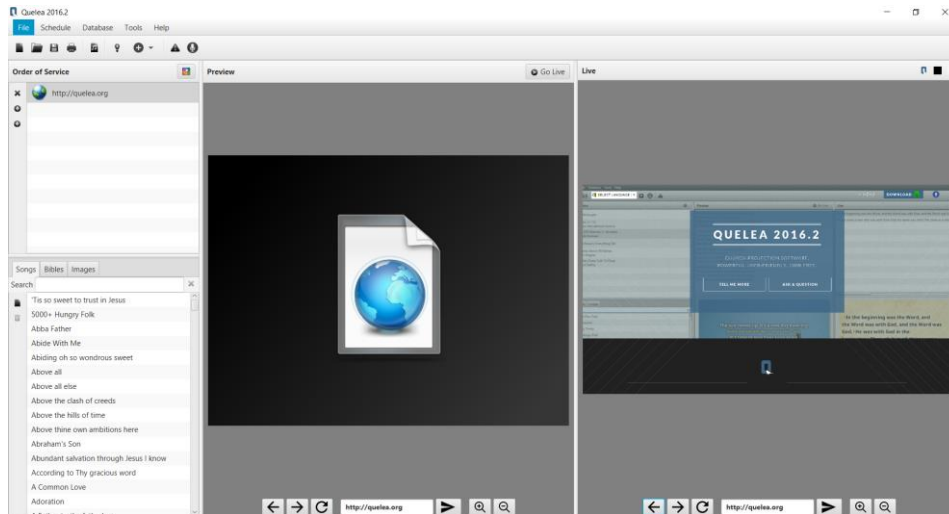 Quelea 2016.2
File Schedule Database Tools Help
Order of Service
Preview
Go Live
Live
http://quelea.org
SELECT LANGUAGE
DOWNLOAD
QUELEA 2016.2
CHURCH PROJECTION SOFTWARE
TELL ME MORE
ASK A QUESTION
In the beginning was the Word, and
the Word was with God, and the Word was
God. He was with God in the
Songs Bibles Images
Search
'Tis so sweet to trust in Jesus
5000+ Hungry Folk
Abba Father
Abide With Me
Abiding oh so wondrous sweet
Above all
Above all else
Above the clash of creeds
Above the hills of time
Above thine own ambitions here
Abraham's Son
Abundant salvation through Jesus I know
According to Thy gracious word
A Common Love
Adoration
http://quelea.org
http://quelea.org